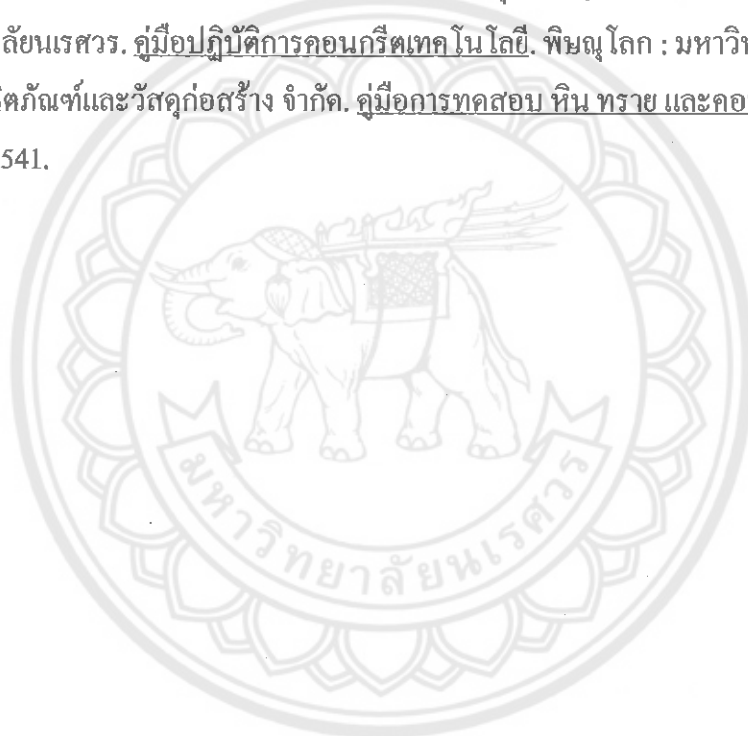 ลัยนเรศวร. คู่มือปฏิบัติการคอนกรีตเทคโนโลยี. พิษณุโลก : มหาวิท
ตภัณฑ์และวัสดุก่อสร้าง จำกัด. คู่มือการทดสอบ หิน ทราย และคอ
541.
มหาวิทยาลัยนเรศวร